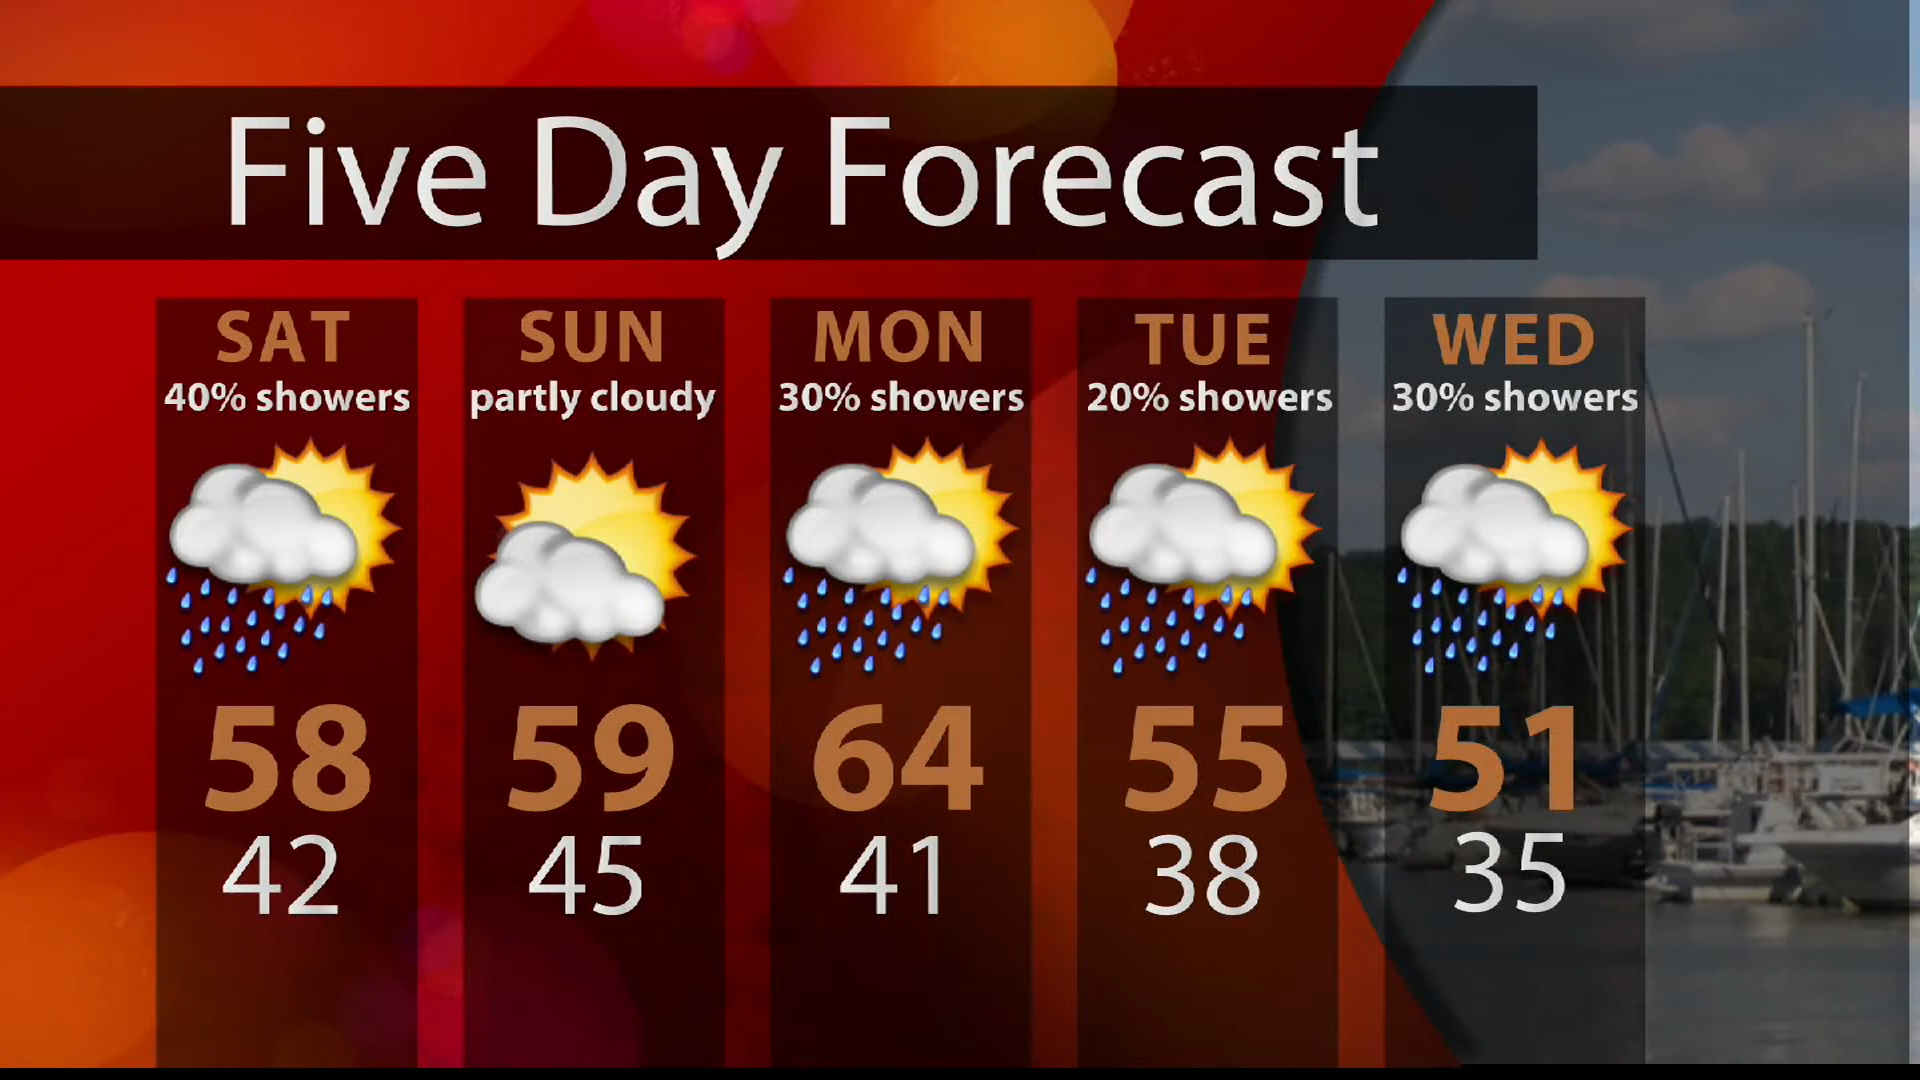 Five Day Forecast
SAT SUN MON TUE WED
40% showers partly cloudy 30% showers 20% showers 30% showers
58 59 64 55 51
42 45 41 38 35